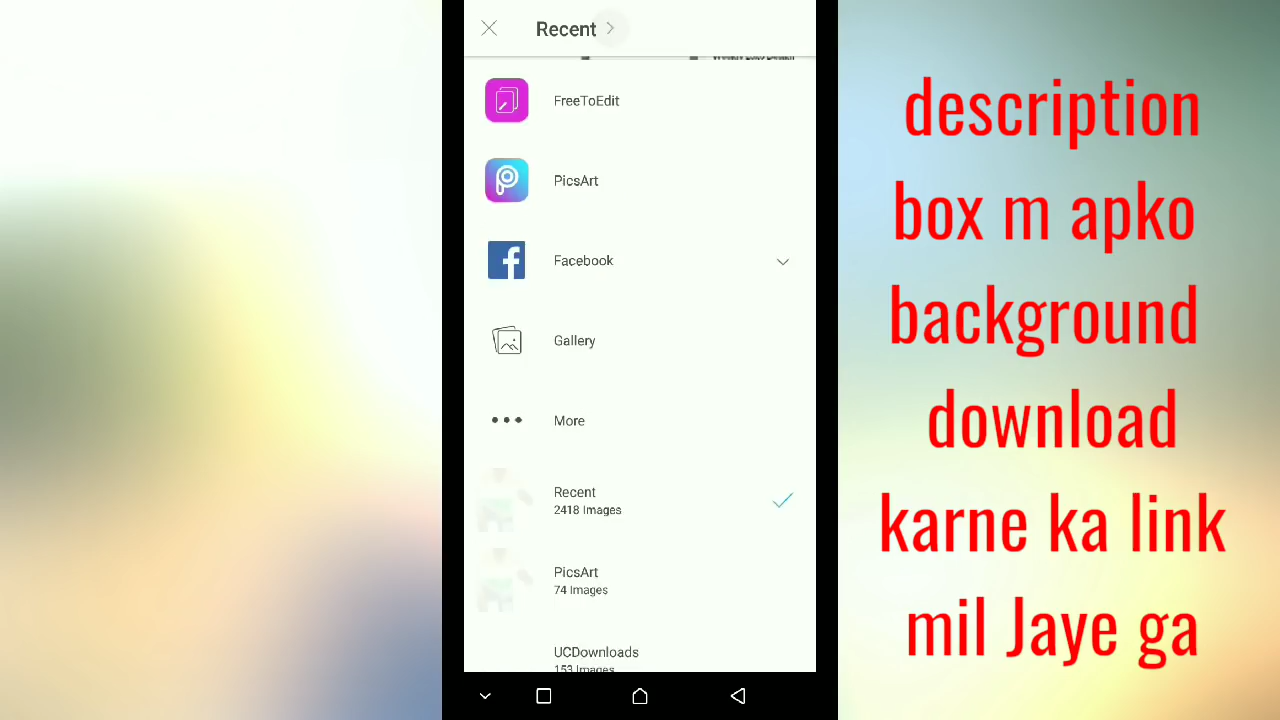 Recent
FreeToEdit
PicsArt
Facebook
Gallery
More
Recent
2418 Images
PicsArt
74 Images
UCDownloads
153 Images
description
box m apko
background
download
karne ka link
mil Jaye ga